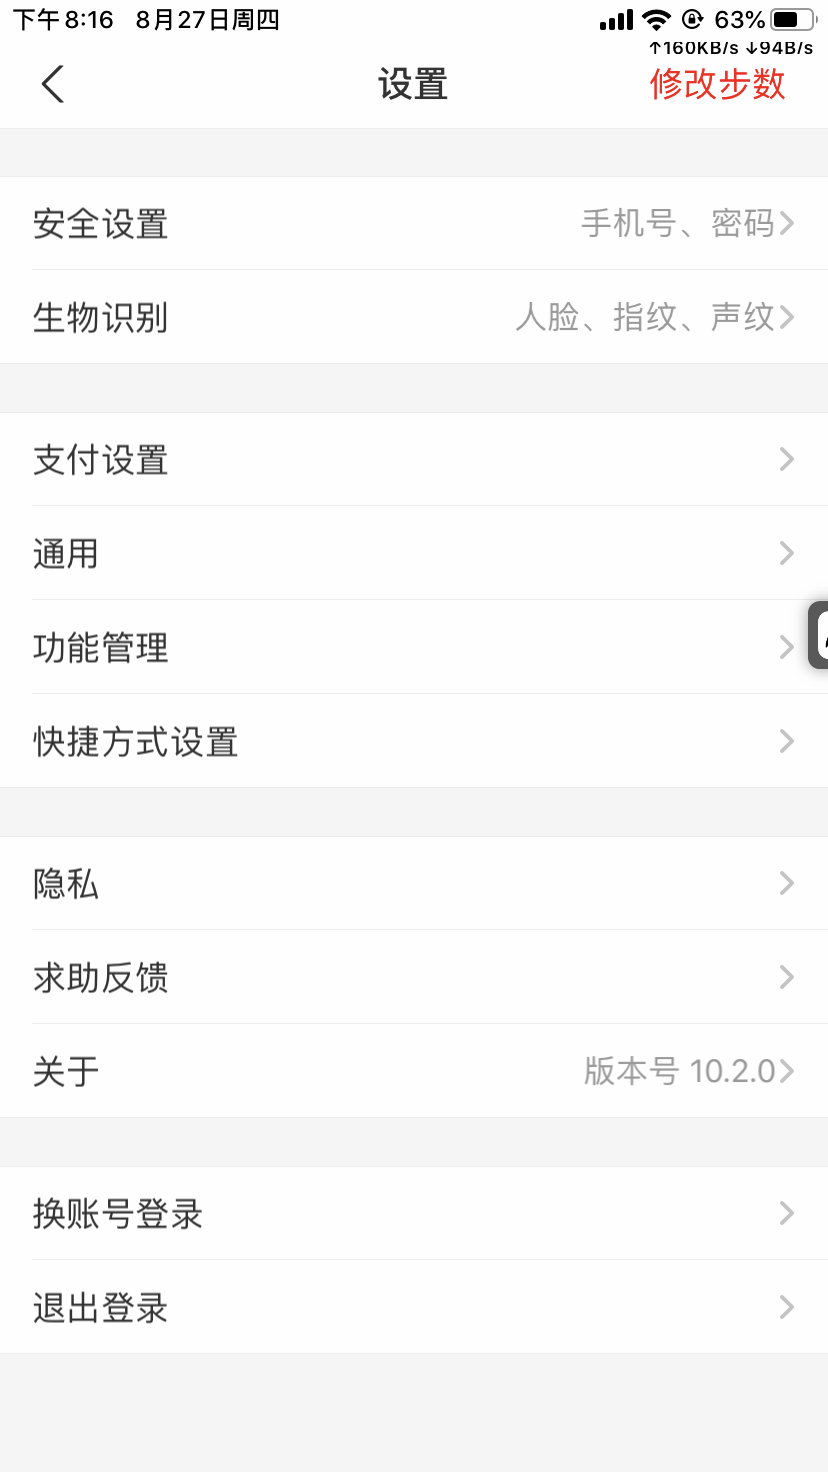 下午8:16 8月27日周四 63%
↑160KB/s ↓94B/s
设置 修改步数
安全设置 手机号、密码
生物识别 人脸、指纹、声纹
支付设置
通用
功能管理
快捷方式设置
隐私
求助反馈
关于 版本号 10.2.0
换账号登录
退出登录